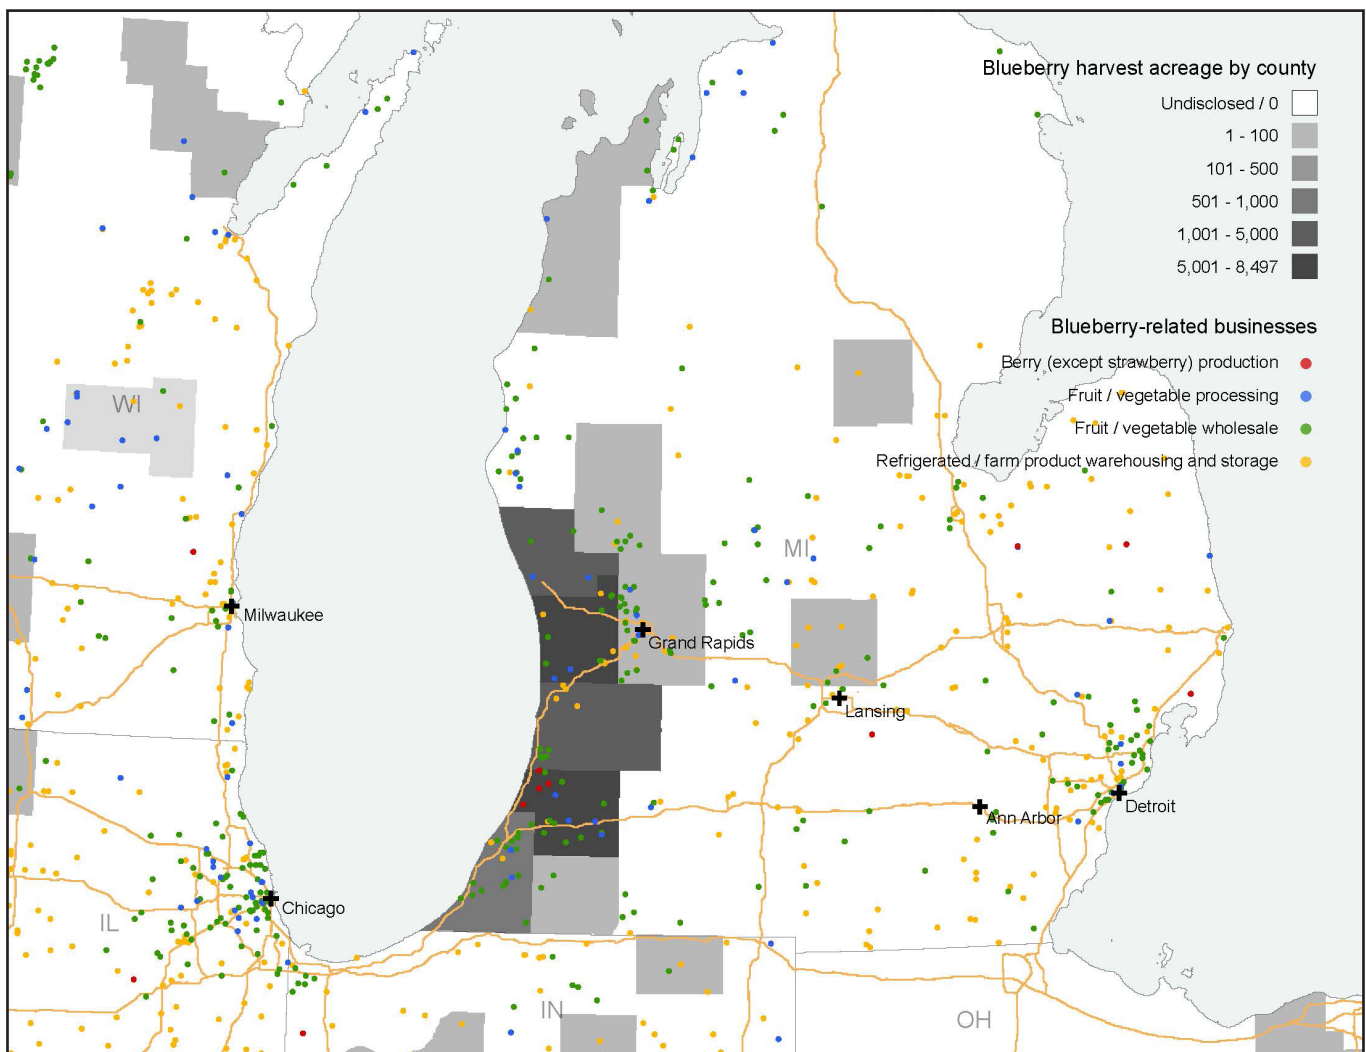 Blueberry harvest acreage by county
Undisclosed / 0
1 - 100
101 - 500
501 - 1,000
1,001 - 5,000
5,001 - 8,497
Blueberry-related businesses
Berry (except strawberry) production
Fruit / vegetable processing
WI
Fruit / vegetable wholesale
Refrigerated / farm product warehousing and storage
MI
Milwaukee
Grand Rapids
Lansing
Detroit
Ann Arbor
Chicago
IL
IN
OH